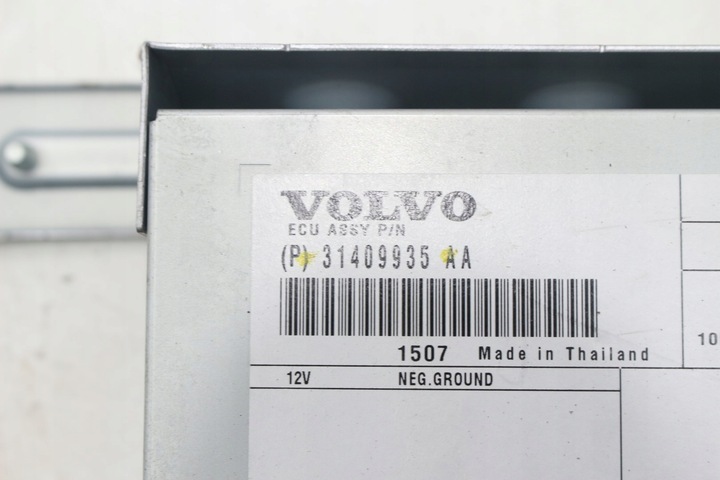 VOLVO
ECU ASSY P/N
(P) 31409935 AA
1507 Made in Thailand
10
12V NEG.GROUND